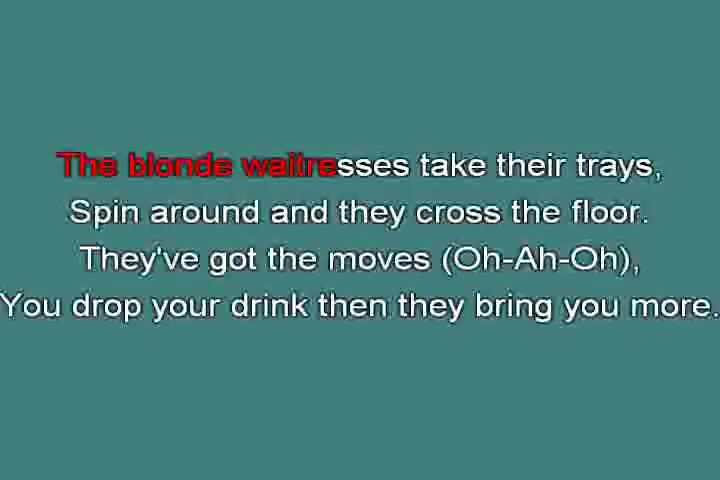 The blonde waitresses take their trays,
Spin around and they cross the floor.
They've got the moves (Oh-Ah-Oh),
You drop your drink then they bring you more.